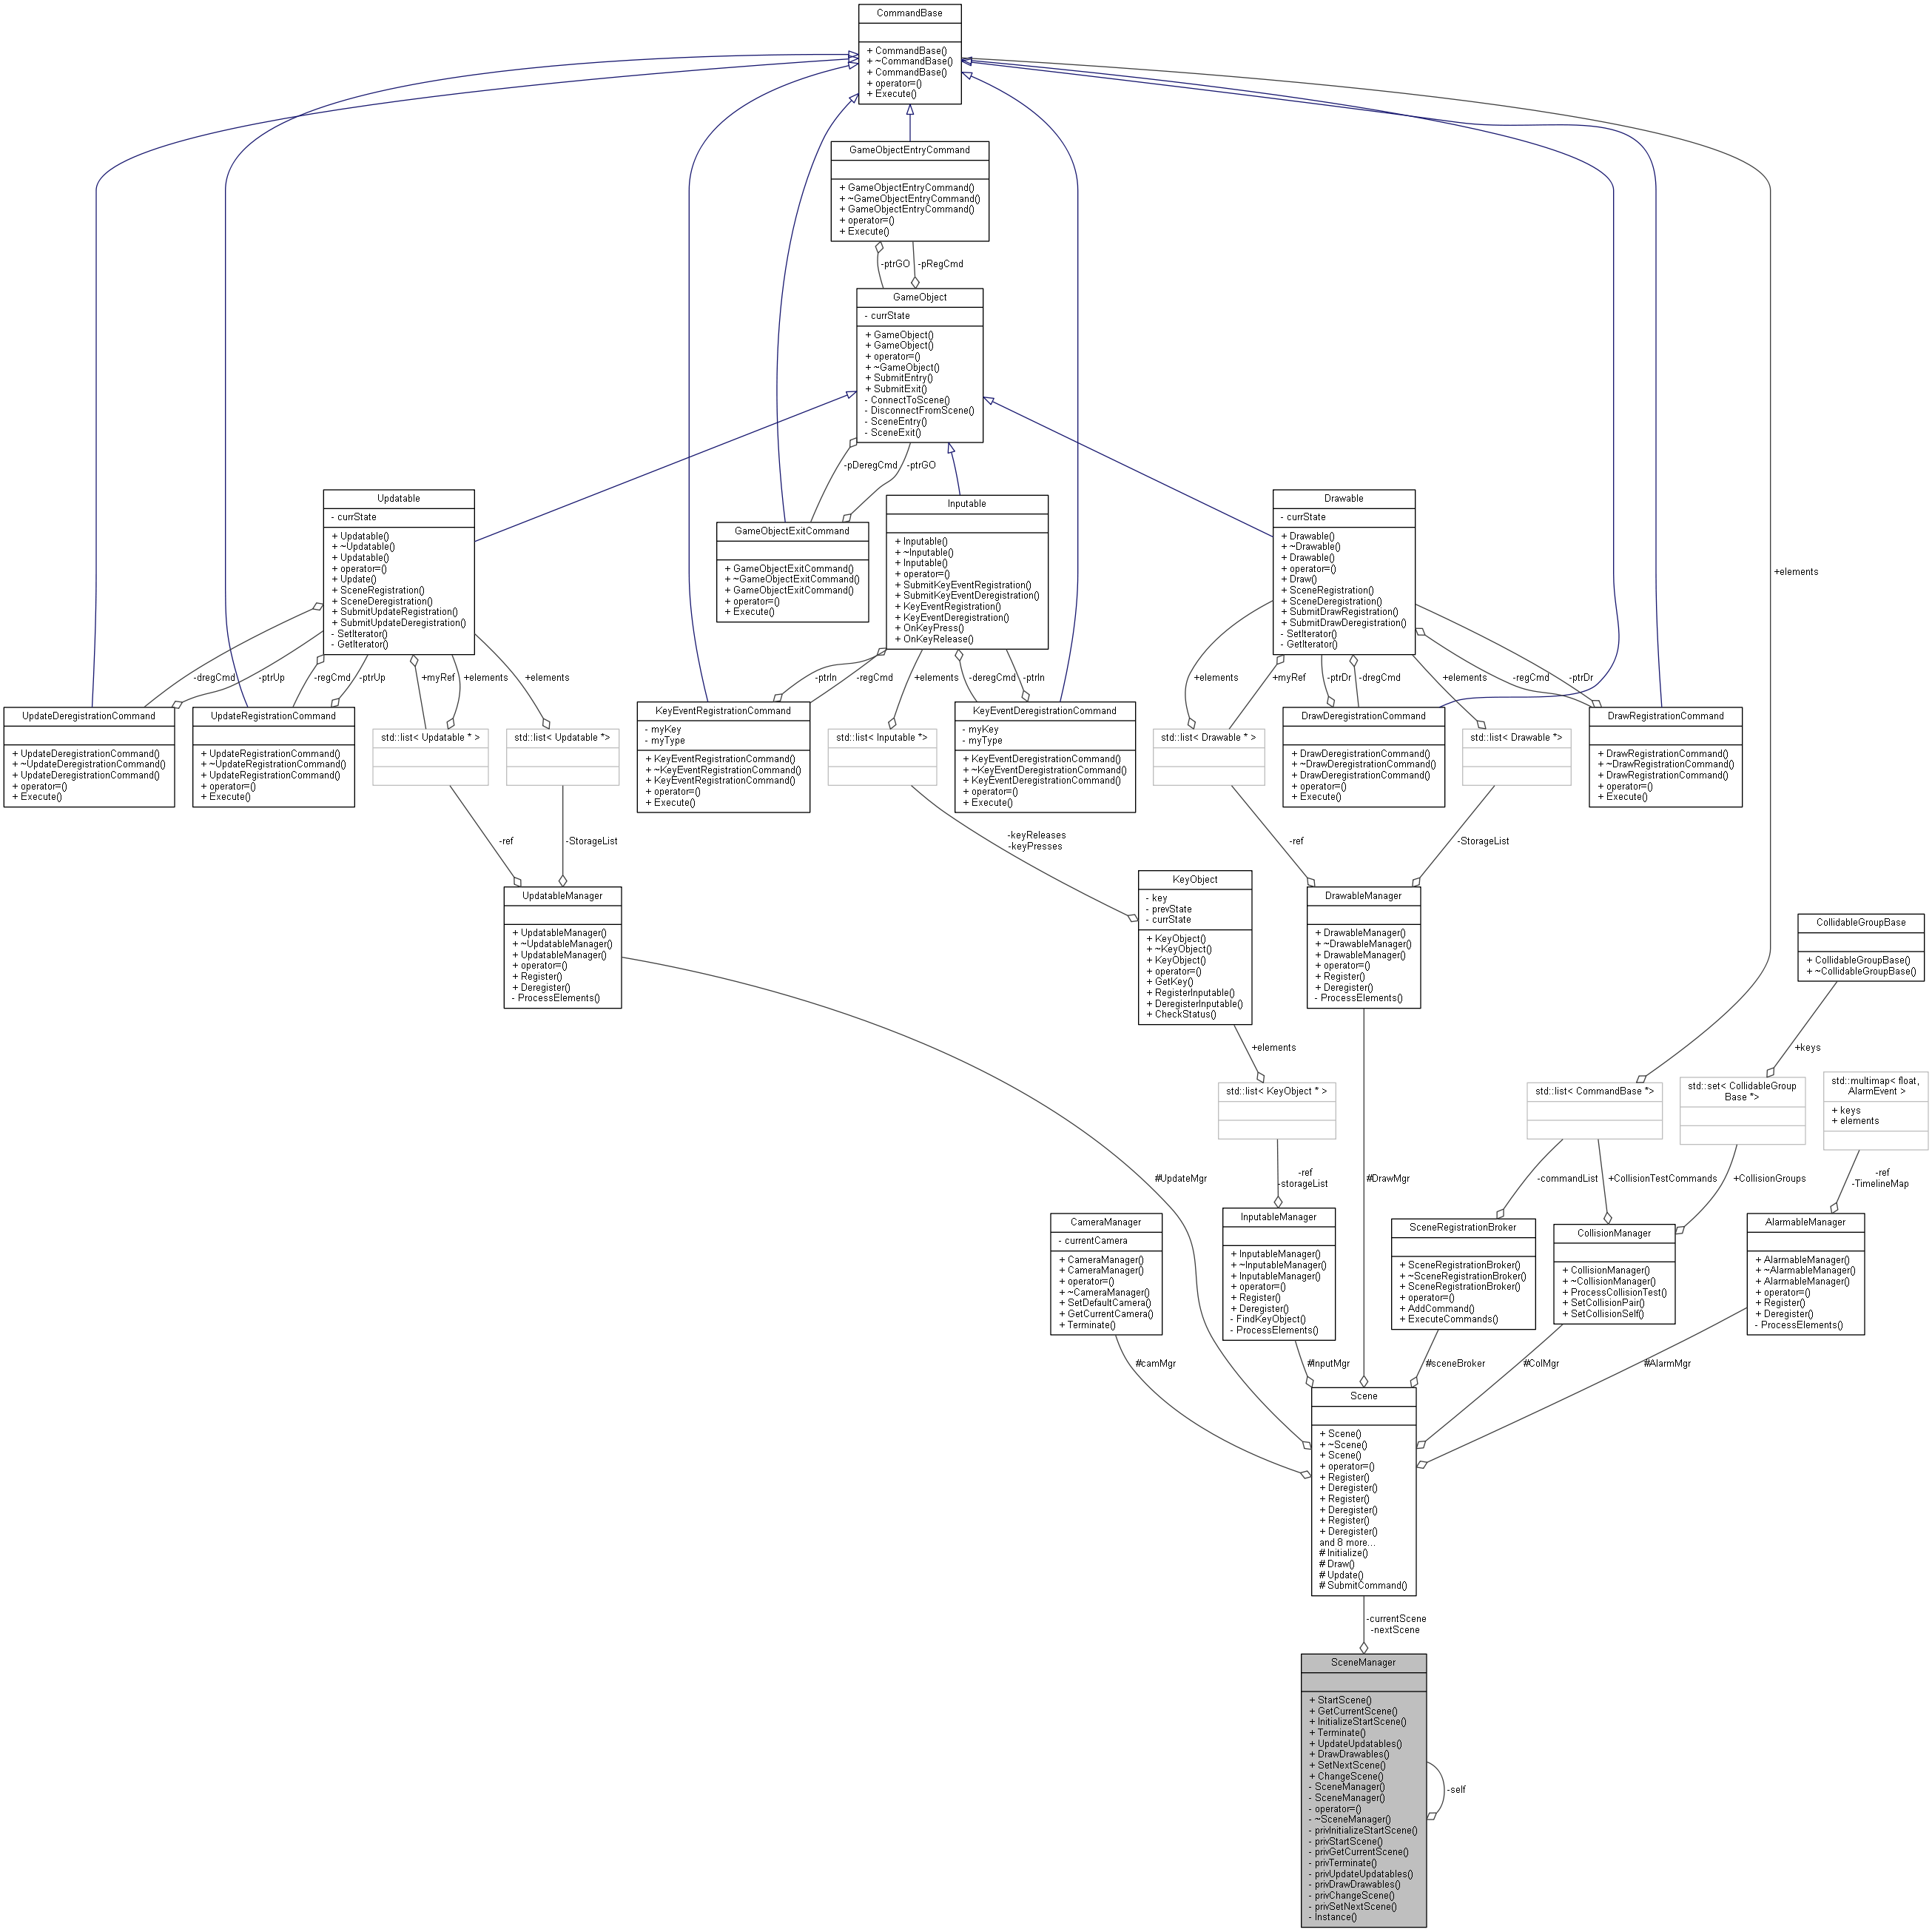 CommandBase
+ CommandBase()
+ ~CommandBase()
+ CommandBase()
+ operator=()
+ Execute()
GameObjectEntryCommand
+ GameObjectEntryCommand()
+ ~GameObjectEntryCommand()
+ GameObjectEntryCommand()
+ operator=()
+ Execute()
-ptrGO
-pRegCmd
GameObject
- currState
+ GameObject()
+ GameObject()
+ operator=()
+ ~GameObject()
+ SubmitEntry()
+ SubmitExit()
- ConnectToScene()
- DisconnectFromScene()
- SceneEntry()
- SceneExit()
-pDeregCmd
-ptrGO
Updatable
- currState
+ Updatable()
+ ~Updatable()
+ Updatable()
+ operator=()
+ Update()
+ SceneRegistration()
+ SceneDeregistration()
+ SubmitUpdateRegistration()
+ SubmitUpdateDeregistration()
- SetIterator()
- GetIterator()
GameObjectExitCommand
+ GameObjectExitCommand()
+ ~GameObjectExitCommand()
+ GameObjectExitCommand()
+ operator=()
+ Execute()
Inputable
+ Inputable()
+ ~Inputable()
+ Inputable()
+ operator=()
+ SubmitKeyEventRegistration()
+ SubmitKeyEventDeregistration()
+ KeyEventRegistration()
+ KeyEventDeregistration()
+ OnKeyPress()
+ OnKeyRelease()
Drawable
- currState
+ Drawable()
+ ~Drawable()
+ Drawable()
+ operator=()
+ Draw()
+ SceneRegistration()
+ SceneDeregistration()
+ SubmitDrawRegistration()
+ SubmitDrawDeregistration()
- SetIterator()
- GetIterator()
+elements
-dregCmd
-ptrUp
-regCmd
-ptrUp
+myRef
+elements
+elements
-ptrIn
-regCmd
+elements
-deregCmd
-ptrIn
+elements
+myRef
-ptrDr
-dregCmd
+elements
-regCmd
-ptrDr
UpdateDeregistrationCommand
+ UpdateDeregistrationCommand()
+ ~UpdateDeregistrationCommand()
+ UpdateDeregistrationCommand()
+ operator=()
+ Execute()
UpdateRegistrationCommand
+ UpdateRegistrationCommand()
+ ~UpdateRegistrationCommand()
+ UpdateRegistrationCommand()
+ operator=()
+ Execute()
std::list< Updatable * >
std::list< Updatable *>
KeyEventRegistrationCommand
- myKey
- myType
+ KeyEventRegistrationCommand()
+ ~KeyEventRegistrationCommand()
+ KeyEventRegistrationCommand()
+ operator=()
+ Execute()
std::list< Inputable *>
KeyEventDeregistrationCommand
- myKey
- myType
+ KeyEventDeregistrationCommand()
+ ~KeyEventDeregistrationCommand()
+ KeyEventDeregistrationCommand()
+ operator=()
+ Execute()
std::list< Drawable * >
DrawDeregistrationCommand
+ DrawDeregistrationCommand()
+ ~DrawDeregistrationCommand()
+ DrawDeregistrationCommand()
+ operator=()
+ Execute()
std::list< Drawable *>
DrawRegistrationCommand
+ DrawRegistrationCommand()
+ ~DrawRegistrationCommand()
+ DrawRegistrationCommand()
+ operator=()
+ Execute()
-ref
-StorageList
-keyReleases
-keyPresses
-ref
-StorageList
UpdatableManager
+ UpdatableManager()
+ ~UpdatableManager()
+ UpdatableManager()
+ operator=()
+ Register()
+ Deregister()
- ProcessElements()
KeyObject
- key
- prevState
- currState
+ KeyObject()
+ ~KeyObject()
+ KeyObject()
+ operator=()
+ GetKey()
+ RegisterInputable()
+ DeregisterInputable()
+ CheckStatus()
DrawableManager
+ DrawableManager()
+ ~DrawableManager()
+ DrawableManager()
+ operator=()
+ Register()
+ Deregister()
- ProcessElements()
CollidableGroupBase
+ CollidableGroupBase()
+ ~CollidableGroupBase()
+elements
+keys
std::list< KeyObject * >
std::list< CommandBase *>
std::set< CollidableGroup
Base *>
std::multimap< float,
AlarmEvent >
+ keys
+ elements
#UpdateMgr
-ref
-storageList
#DrawMgr
-commandList
+CollisionTestCommands
+CollisionGroups
-ref
-TimelineMap
CameraManager
- currentCamera
+ CameraManager()
+ CameraManager()
+ operator=()
+ ~CameraManager()
+ SetDefaultCamera()
+ GetCurrentCamera()
+ Terminate()
InputableManager
+ InputableManager()
+ ~InputableManager()
+ InputableManager()
+ operator=()
+ Register()
+ Deregister()
- FindKeyObject()
- ProcessElements()
SceneRegistrationBroker
+ SceneRegistrationBroker()
+ ~SceneRegistrationBroker()
+ SceneRegistrationBroker()
+ operator=()
+ AddCommand()
+ ExecuteCommands()
CollisionManager
+ CollisionManager()
+ ~CollisionManager()
+ ProcessCollisionTest()
+ SetCollisionPair()
+ SetCollisionSelf()
AlarmableManager
+ AlarmableManager()
+ ~AlarmableManager()
+ AlarmableManager()
+ operator=()
+ Register()
+ Deregister()
- ProcessElements()
#camMgr
#InputMgr
#sceneBroker
#ColMgr
#AlarmMgr
Scene
+ Scene()
+ ~Scene()
+ Scene()
+ operator=()
+ Register()
+ Deregister()
+ Register()
+ Deregister()
+ Register()
+ Deregister()
and 8 more...
# Initialize()
# Draw()
# Update()
# SubmitCommand()
-currentScene
-nextScene
SceneManager
+ StartScene()
+ GetCurrentScene()
+ InitializeStartScene()
+ Terminate()
+ UpdateUpdatables()
+ DrawDrawables()
+ SetNextScene()
+ ChangeScene()
- SceneManager()
- SceneManager()
- operator=()
- ~SceneManager()
- privInitializeStartScene()
- privStartScene()
- privGetCurrentScene()
- privTerminate()
- privUpdateUpdatables()
- privDrawDrawables()
- privChangeScene()
- privSetNextScene()
- Instance()
-self